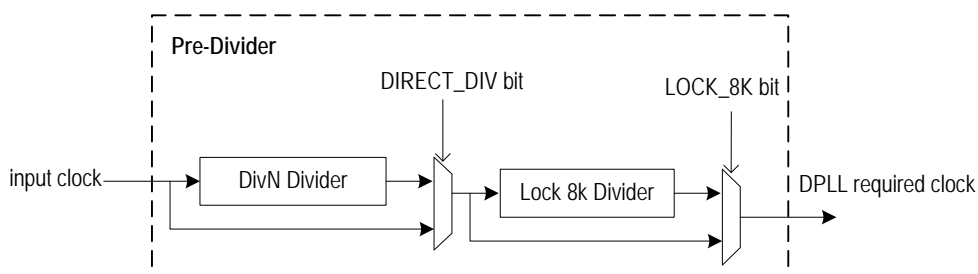 Pre-Divider
DIRECT_DIV bit
LOCK_8K bit
input clock
DivN Divider
Lock 8k Divider
DPLL required clock